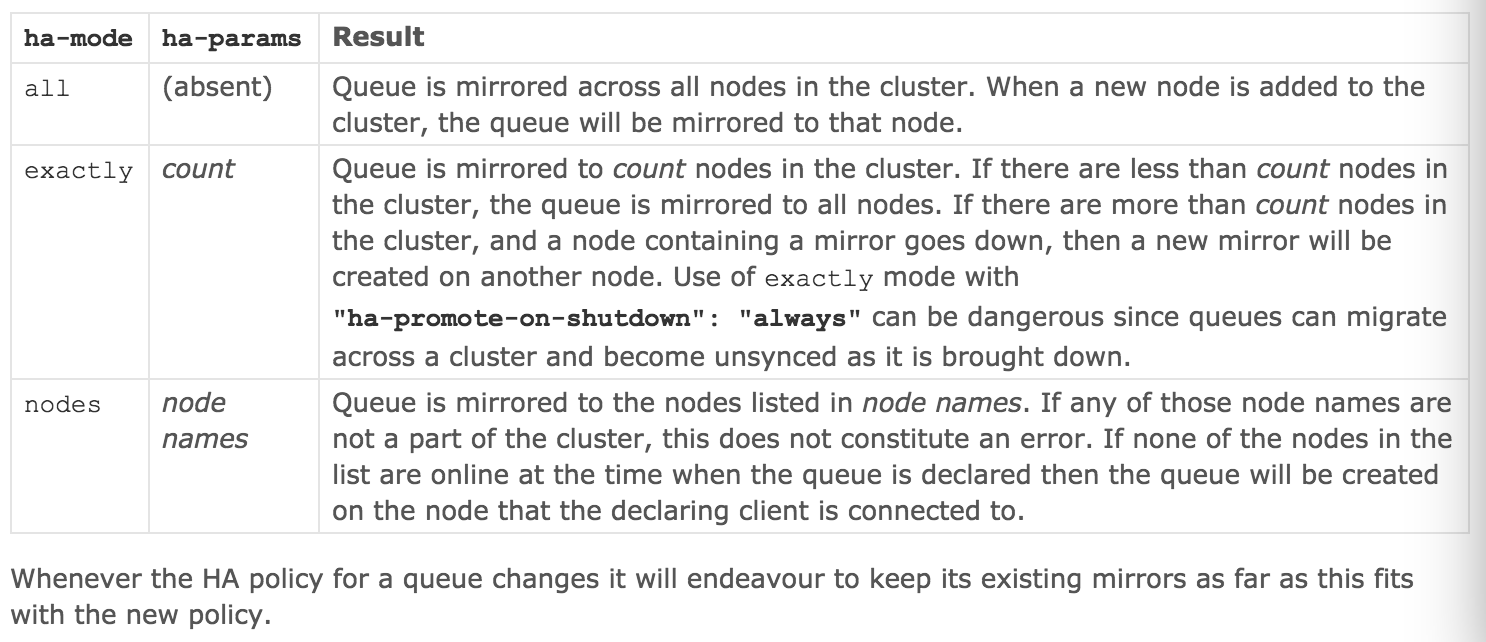 ha-mode ha-params Result
all (absent) Queue is mirrored across all nodes in the cluster. When a new node is added to the
cluster, the queue will be mirrored to that node.
exactly count Queue is mirrored to count nodes in the cluster. If there are less than count nodes in
the cluster, the queue is mirrored to all nodes. If there are more than count nodes in
the cluster, and a node containing a mirror goes down, then a new mirror will be
created on another node. Use of exactly mode with
"ha-promote-on-shutdown": "always" can be dangerous since queues can migrate
across a cluster and become unsynced as it is brought down.
nodes node Queue is mirrored to the nodes listed in node names. If any of those node names are
names not a part of the cluster, this does not constitute an error. If none of the nodes in the
list are online at the time when the queue is declared then the queue will be created
on the node that the declaring client is connected to.
Whenever the HA policy for a queue changes it will endeavour to keep its existing mirrors as far as this fits
with the new policy.